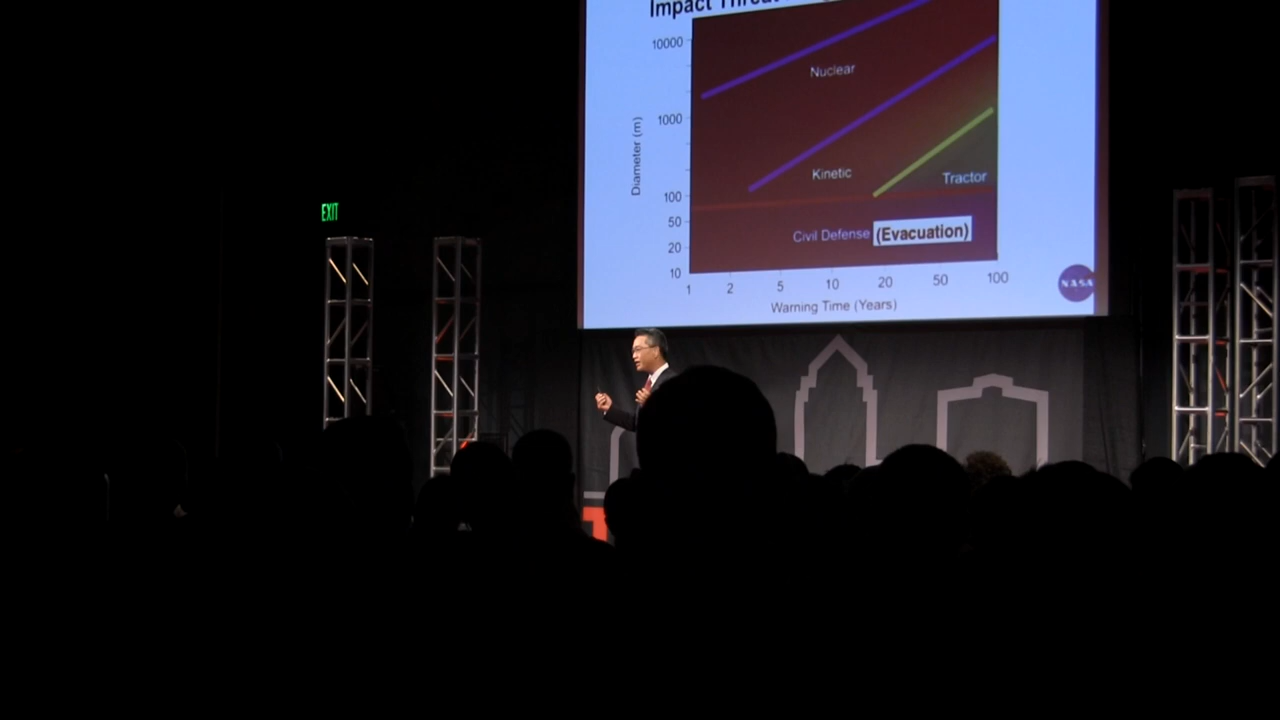 Impact
10000
Nuclear
1000
Diameter (m)
Kinetic
Tractor
100
50
Civil Defense (Evacuation)
20
10
1 2 5 10 20 50 100
Warning Time (Years)
NASA
EXIT